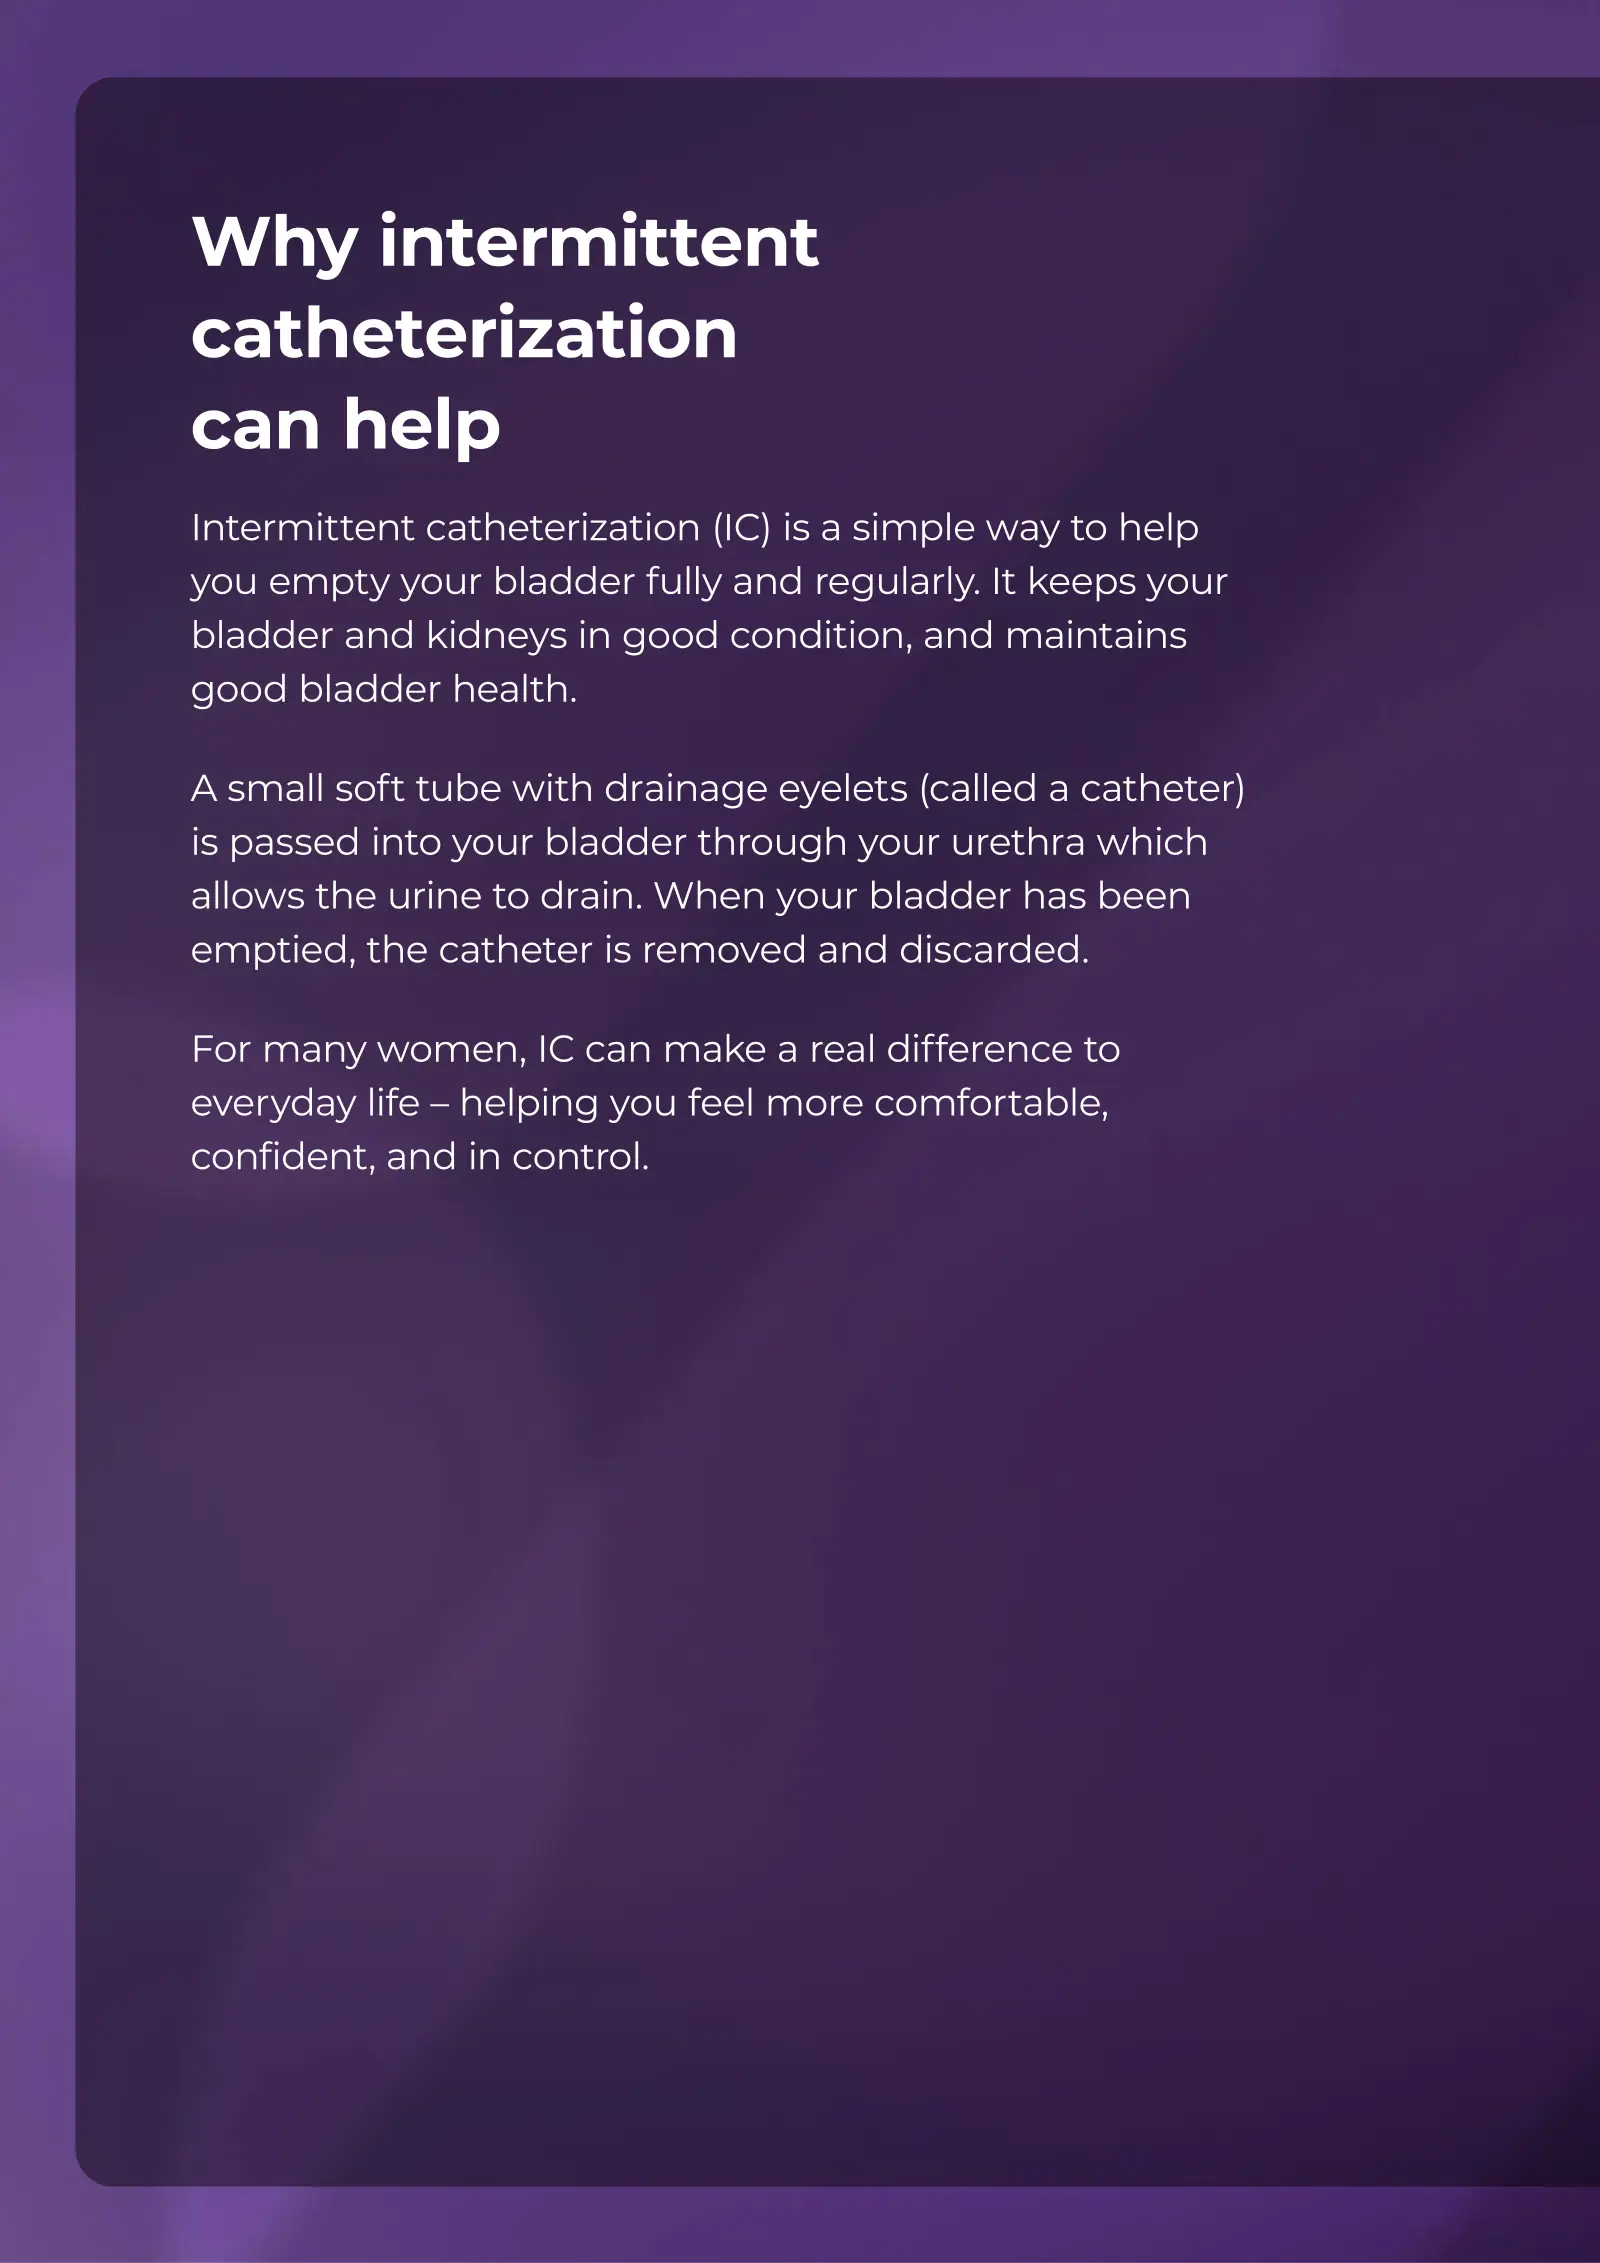 Why intermittent
catheterization
can help
Intermittent catheterization (IC) is a simple way to help
you empty your bladder fully and regularly. It keeps your
bladder and kidneys in good condition, and maintains
good bladder health.
A small soft tube with drainage eyelets (called a catheter)
is passed into your bladder through your urethra which
allows the urine to drain. When your bladder has been
emptied, the catheter is removed and discarded.
For many women, IC can make a real difference to
everyday life – helping you feel more comfortable,
confident, and in control.